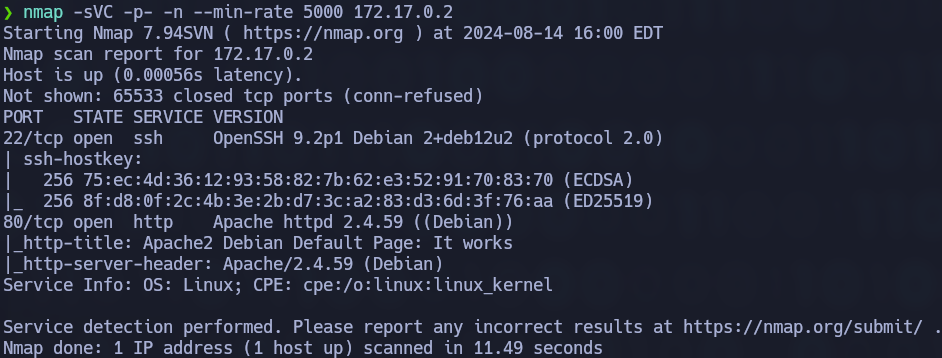 ❯ nmap -sVC -p- -n --min-rate 5000 172.17.0.2
Starting Nmap 7.94SVN ( https://nmap.org ) at 2024-08-14 16:00 EDT
Nmap scan report for 172.17.0.2
Host is up (0.00056s latency).
Not shown: 65533 closed tcp ports (conn-refused)
PORT   STATE SERVICE VERSION
22/tcp open  ssh     OpenSSH 9.2p1 Debian 2+deb12u2 (protocol 2.0)
| ssh-hostkey:
|   256 75:ec:4d:36:12:93:58:82:7b:62:e3:52:91:70:83:70 (ECDSA)
|_  256 8f:d8:0f:2c:4b:3e:2b:d7:3c:a2:83:d3:6d:3f:76:aa (ED25519)
80/tcp open  http    Apache httpd 2.4.59 ((Debian))
|_http-title: Apache2 Debian Default Page: It works
|_http-server-header: Apache/2.4.59 (Debian)
Service Info: OS: Linux; CPE: cpe:/o:linux:linux_kernel

Service detection performed. Please report any incorrect results at https://nmap.org/submit/ .
Nmap done: 1 IP address (1 host up) scanned in 11.49 seconds